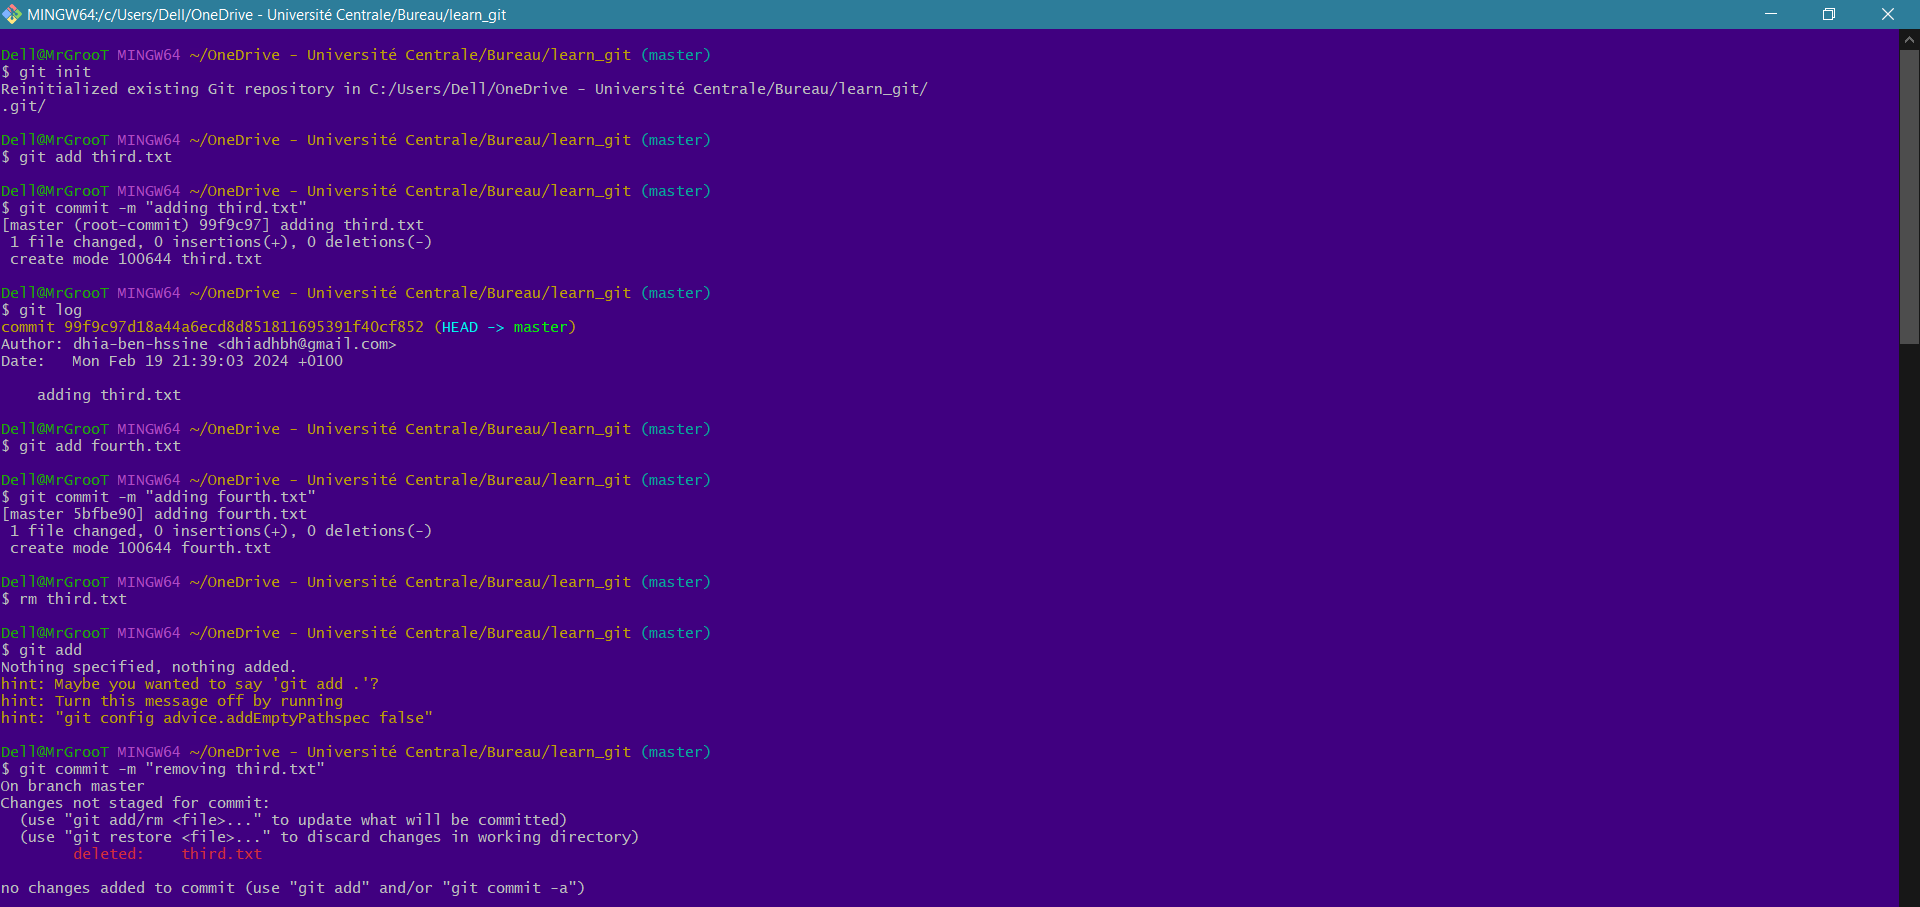 MINGW64:/c/Users/Dell/OneDrive - Université Centrale/Bureau/learn_git
Dell@MrGrooT MINGW64 ~/OneDrive - Université Centrale/Bureau/learn_git (master)
$ git init
Reinitialized existing Git repository in C:/Users/Dell/OneDrive - Université Centrale/Bureau/learn_git/
.git/
Dell@MrGrooT MINGW64 ~/OneDrive - Université Centrale/Bureau/learn_git (master)
$ git add third.txt
Dell@MrGrooT MINGW64 ~/OneDrive - Université Centrale/Bureau/learn_git (master)
$ git commit -m "adding third.txt"
[master (root-commit) 99f9c97] adding third.txt
 1 file changed, 0 insertions(+), 0 deletions(-)
 create mode 100644 third.txt
Dell@MrGrooT MINGW64 ~/OneDrive - Université Centrale/Bureau/learn_git (master)
$ git log
commit 99f9c97d18a44a6ecd8d851811695391f40cf852 (HEAD -> master)
Author: dhia-ben-hssine <dhiadhbh@gmail.com>
Date:   Mon Feb 19 21:39:03 2024 +0100
    adding third.txt
Dell@MrGrooT MINGW64 ~/OneDrive - Université Centrale/Bureau/learn_git (master)
$ git add fourth.txt
Dell@MrGrooT MINGW64 ~/OneDrive - Université Centrale/Bureau/learn_git (master)
$ git commit -m "adding fourth.txt"
[master 5bfbe90] adding fourth.txt
 1 file changed, 0 insertions(+), 0 deletions(-)
 create mode 100644 fourth.txt
Dell@MrGrooT MINGW64 ~/OneDrive - Université Centrale/Bureau/learn_git (master)
$ rm third.txt
Dell@MrGrooT MINGW64 ~/OneDrive - Université Centrale/Bureau/learn_git (master)
$ git add
Nothing specified, nothing added.
hint: Maybe you wanted to say 'git add .'?
hint: Turn this message off by running
hint: "git config advice.addEmptyPathspec false"
Dell@MrGrooT MINGW64 ~/OneDrive - Université Centrale/Bureau/learn_git (master)
$ git commit -m "removing third.txt"
On branch master
Changes not staged for commit:
  (use "git add/rm <file>..." to update what will be committed)
  (use "git restore <file>..." to discard changes in working directory)
        deleted:    third.txt
no changes added to commit (use "git add" and/or "git commit -a")